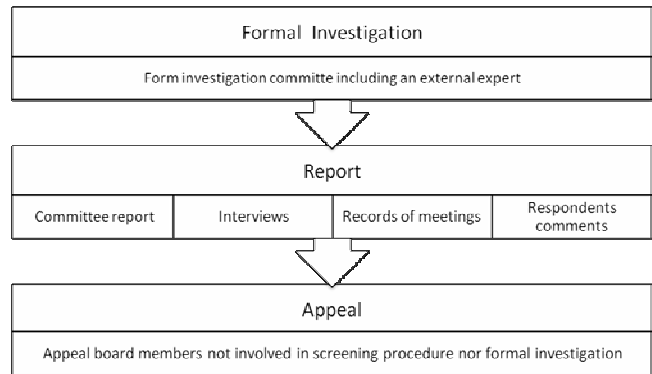 Formal Investigation
Form investigation committe including an external expert
Report
Committee report
Interviews
Records of meetings
Respondents
comments
Appeal
Appeal board members not involved in screening procedure nor formal investigation